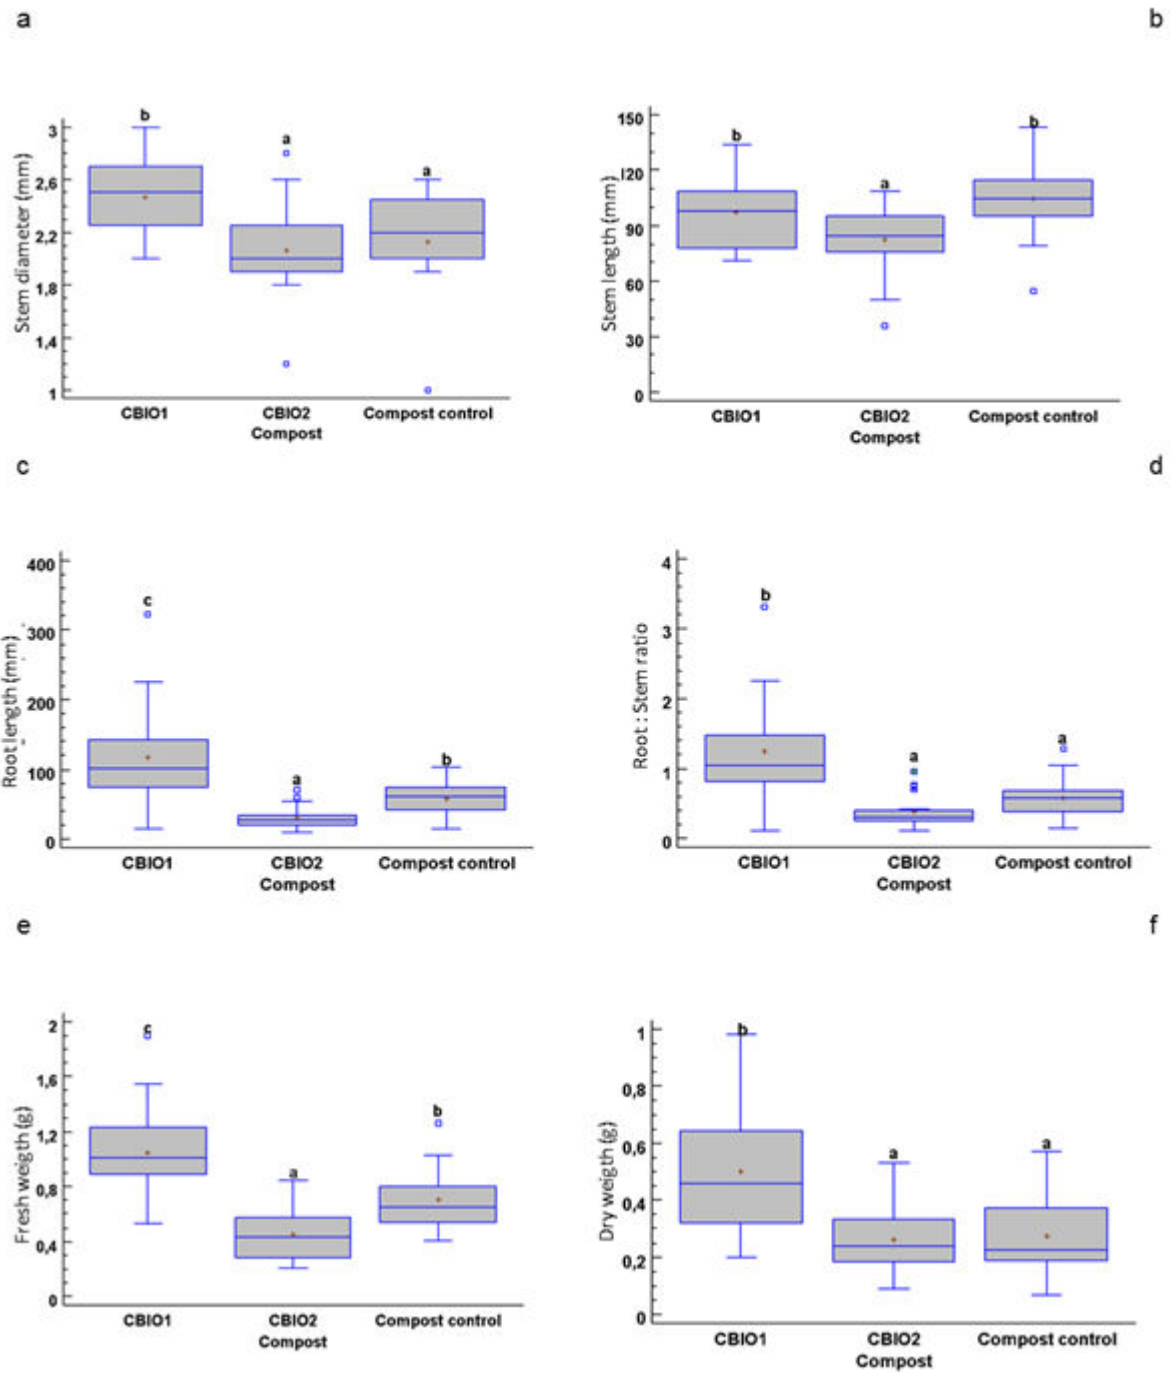 a
b
Stem diameter (mm)
3
2,6
2,2
1,8
1,4
1
b
a
a
CBIO1
CBIO2
Compost control
Compost
Stem length (mm)
150
120
90
60
30
0
b
a
b
CBIO1
CBIO2
Compost control
Compost
c
d
Root length (mm)
400
300
200
100
0
c
a
b
CBIO1
CBIO2
Compost control
Compost
Root : Stem ratio
4
3
2
1
0
b
a
a
CBIO1
CBIO2
Compost control
Compost
e
f
Fresh weigth (g)
2
1,6
1,2
0,8
0,4
0
c
a
b
CBIO1
CBIO2
Compost control
Compost
Dry weigth (g)
1
0,8
0,6
0,4
0,2
0
b
a
a
CBIO1
CBIO2
Compost control
Compost